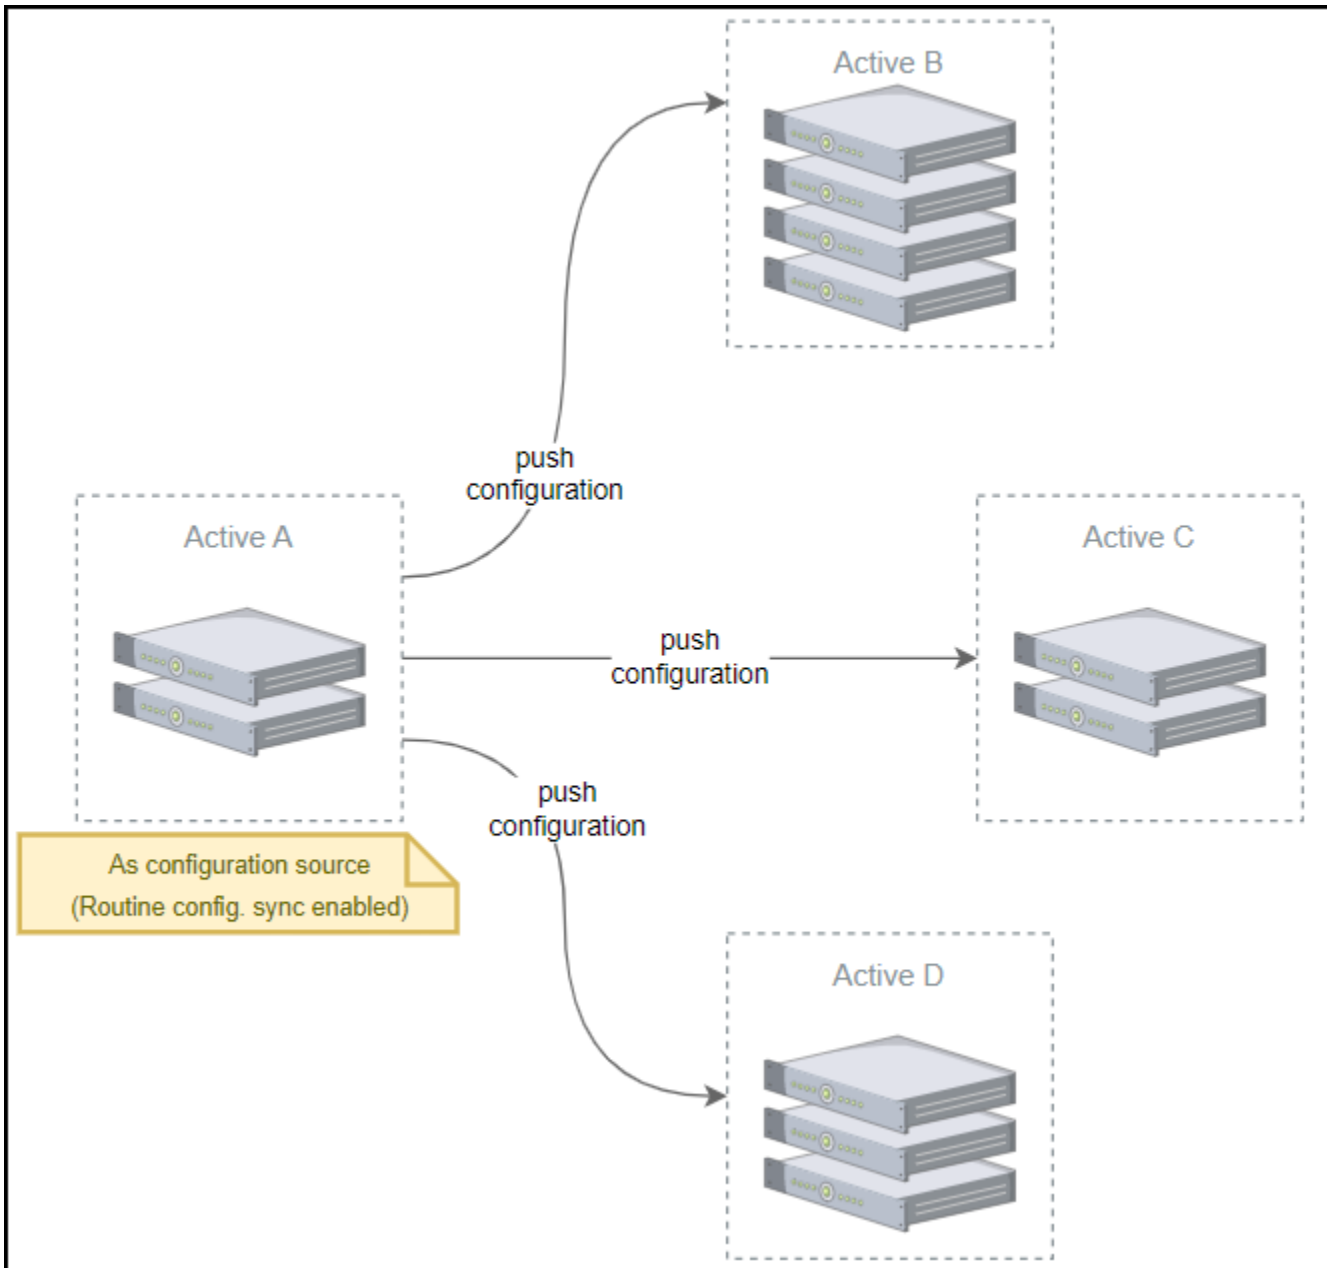 Active B
push
configuration
Active A
Active C
push
configuration
push
configuration
As configuration source
(Routine config. sync enabled)
Active D